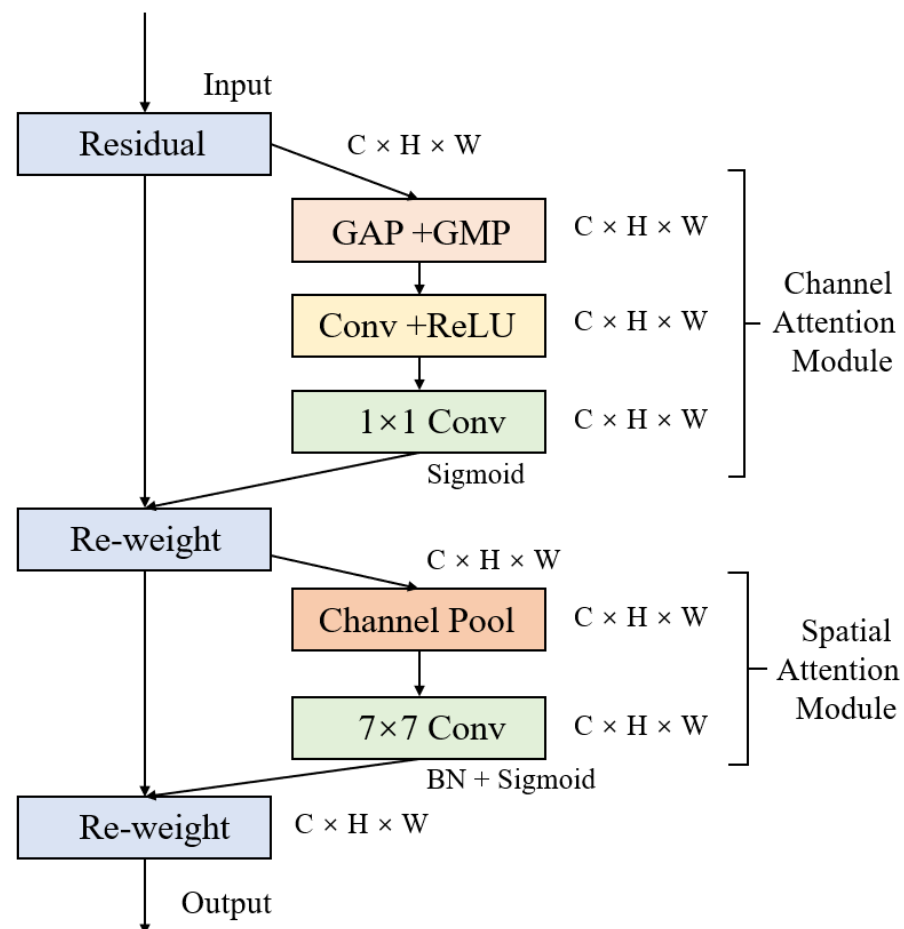 Input
Residual
C × H × W
GAP +GMP
C × H × W
Conv +ReLU
C × H × W
1×1 Conv
C × H × W
Sigmoid
Channel
Attention
Module
Re-weight
C × H × W
Channel Pool
C × H × W
7×7 Conv
C × H × W
BN + Sigmoid
Spatial
Attention
Module
Re-weight
C × H × W
Output